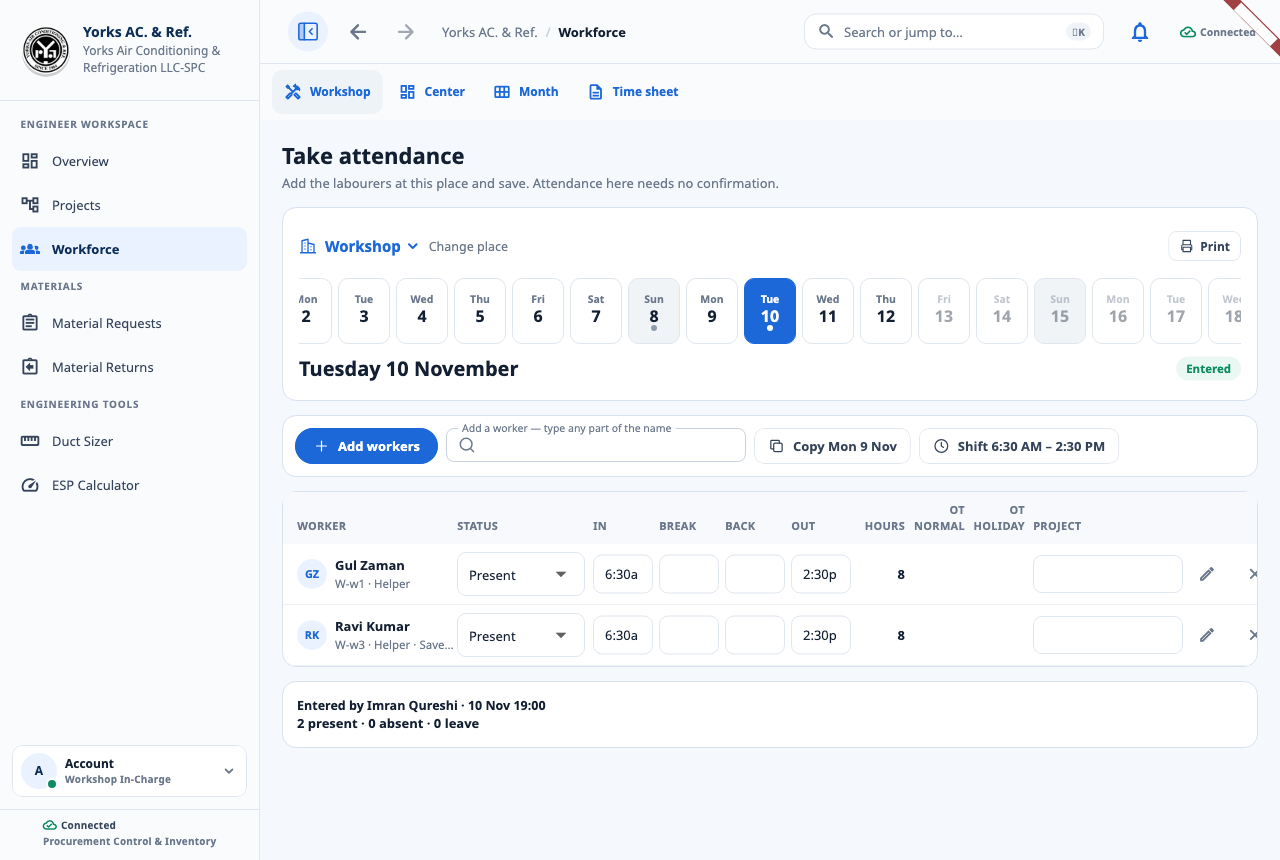 Yorks AC. & Ref.
Yorks Air Conditioning &
Refrigeration LLC-SPC
Yorks AC. & Ref. / Workforce
Search or jump to...
K
Connected
Workshop
Center
Month
Time sheet
ENGINEER WORKSPACE
Overview
Projects
Workforce
MATERIALS
Material Requests
Material Returns
ENGINEERING TOOLS
Duct Sizer
ESP Calculator
Account
Workshop In-Charge
A
Connected
Procurement Control & Inventory
Take attendance
Add the labourers at this place and save. Attendance here needs no confirmation.
Workshop
Change place
Print
Mon Tue Wed Thu Fri Sat Sun Mon Tue Wed Thu Fri Sat Sun Mon Tue Wed
2 3 4 5 6 7 8 9 10 11 12 13 14 15 16 17 18
Tuesday 10 November
Entered
Add workers
Add a worker — type any part of the name
Copy Mon 9 Nov
Shift 6:30 AM – 2:30 PM
WORKER STATUS IN BREAK BACK OUT HOURS OT NORMAL OT HOLIDAY PROJECT
GZ Gul Zaman Present 6:30a 2:30p 8
W-w1 · Helper
RK Ravi Kumar Present 6:30a 2:30p 8
W-w3 · Helper · Save...
Entered by Imran Qureshi · 10 Nov 19:00
2 present · 0 absent · 0 leave